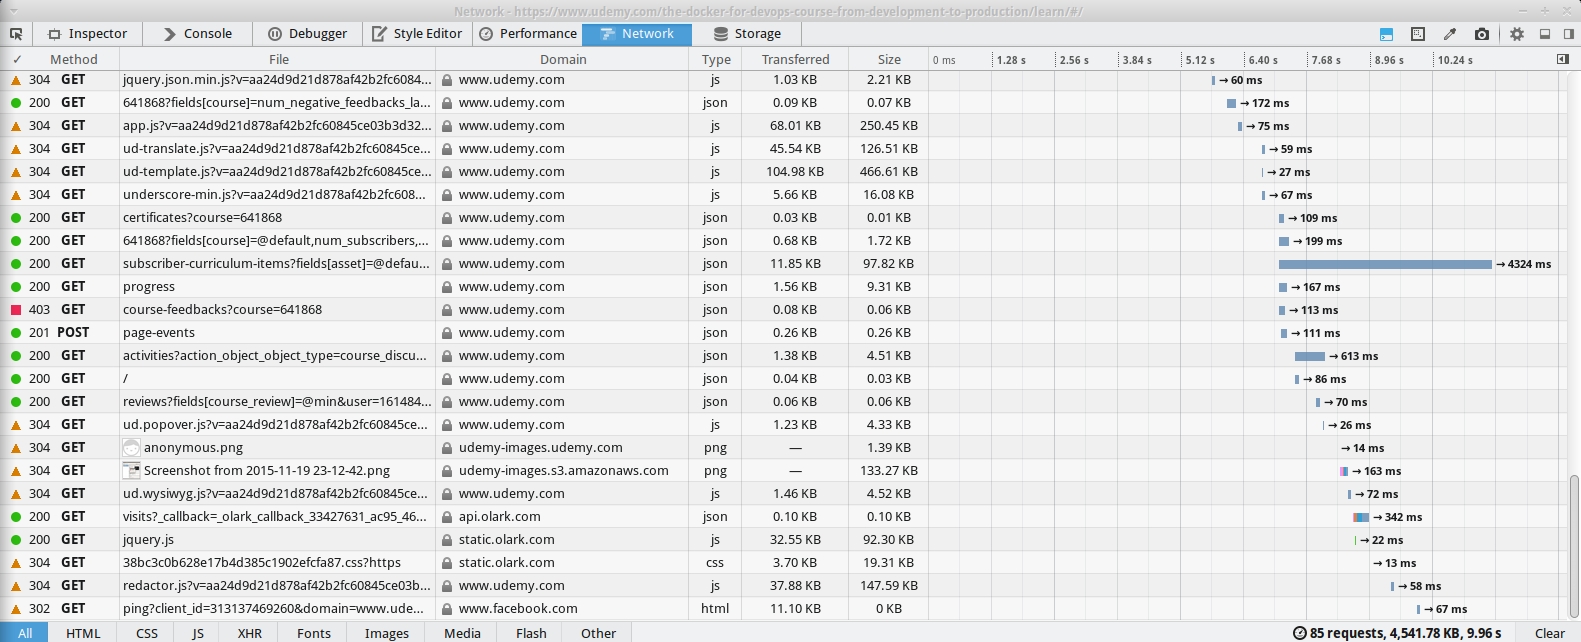 Network - https://www.udemy.com/the-docker-for-devops-course-from-development-to-production/learn/#/
Inspector Console Debugger Style Editor Performance Network Storage
✓ Method File Domain Type Transferred Size 0 ms 1.28 s 2.56 s 3.84 s 5.12 s 6.40 s 7.68 s 8.96 s 10.24 s
304 GET jquery.json.min.js?v=aa24d9d21d878af42b2fc6084... www.udemy.com js 1.03 KB 2.21 KB → 60 ms
200 GET 641868?fields[course]=num_negative_feedbacks_la... www.udemy.com json 0.09 KB 0.07 KB → 172 ms
304 GET app.js?v=aa24d9d21d878af42b2fc60845ce03b3d32... www.udemy.com js 68.01 KB 250.45 KB → 75 ms
304 GET ud-translate.js?v=aa24d9d21d878af42b2fc60845ce... www.udemy.com js 45.54 KB 126.51 KB → 59 ms
304 GET ud-template.js?v=aa24d9d21d878af42b2fc60845ce... www.udemy.com js 104.98 KB 466.61 KB → 27 ms
304 GET underscore-min.js?v=aa24d9d21d878af42b2fc608... www.udemy.com js 5.66 KB 16.08 KB → 67 ms
200 GET certificates?course=641868 www.udemy.com json 0.03 KB 0.01 KB → 109 ms
200 GET 641868?fields[course]=@default,num_subscribers,... www.udemy.com json 0.68 KB 1.72 KB → 199 ms
200 GET subscriber-curriculum-items?fields[asset]=@defau... www.udemy.com json 11.85 KB 97.82 KB → 4324 ms
200 GET progress www.udemy.com json 1.56 KB 9.31 KB → 167 ms
403 GET course-feedbacks?course=641868 www.udemy.com json 0.08 KB 0.06 KB → 113 ms
201 POST page-events www.udemy.com json 0.26 KB 0.26 KB → 111 ms
200 GET activities?action_object_object_type=course_discu... www.udemy.com json 1.38 KB 4.51 KB → 613 ms
200 GET / www.udemy.com json 0.04 KB 0.03 KB → 86 ms
200 GET reviews?fields[course_review]=@min&user=161484... www.udemy.com json 0.06 KB 0.06 KB → 70 ms
304 GET ud.popover.js?v=aa24d9d21d878af42b2fc60845ce... www.udemy.com js 1.23 KB 4.33 KB → 26 ms
304 GET anonymous.png udemy-images.udemy.com png — 1.39 KB → 14 ms
304 GET Screenshot from 2015-11-19 23-12-42.png udemy-images.s3.amazonaws.com png — 133.27 KB → 163 ms
304 GET ud.wysiwyg.js?v=aa24d9d21d878af42b2fc60845ce... www.udemy.com js 1.46 KB 4.52 KB → 72 ms
200 GET visits?_callback=_olark_callback_33427631_ac95_46... api.olark.com json 0.10 KB 0.10 KB → 342 ms
200 GET jquery.js static.olark.com js 32.55 KB 92.30 KB → 22 ms
304 GET 38bc3c0b628e17b4d385c1902efcfa87.css?https static.olark.com css 3.70 KB 19.31 KB → 13 ms
304 GET redactor.js?v=aa24d9d21d878af42b2fc60845ce03b... www.udemy.com js 37.88 KB 147.59 KB → 58 ms
302 GET ping?client_id=313137469260&domain=www.ude... www.facebook.com html 11.10 KB 0 KB → 67 ms
All HTML CSS JS XHR Fonts Images Media Flash Other 85 requests, 4,541.78 KB, 9.96 s Clear